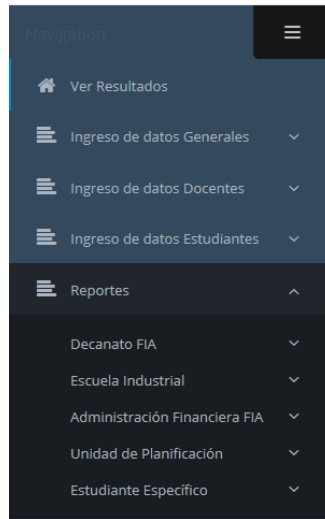 Navigation
Ver Resultados
Ingreso de datos Generales
Ingreso de datos Docentes
Ingreso de datos Estudiantes
Reportes
Decanato FIA
Escuela Industrial
Administración Financiera FIA
Unidad de Planificación
Estudiante Específico